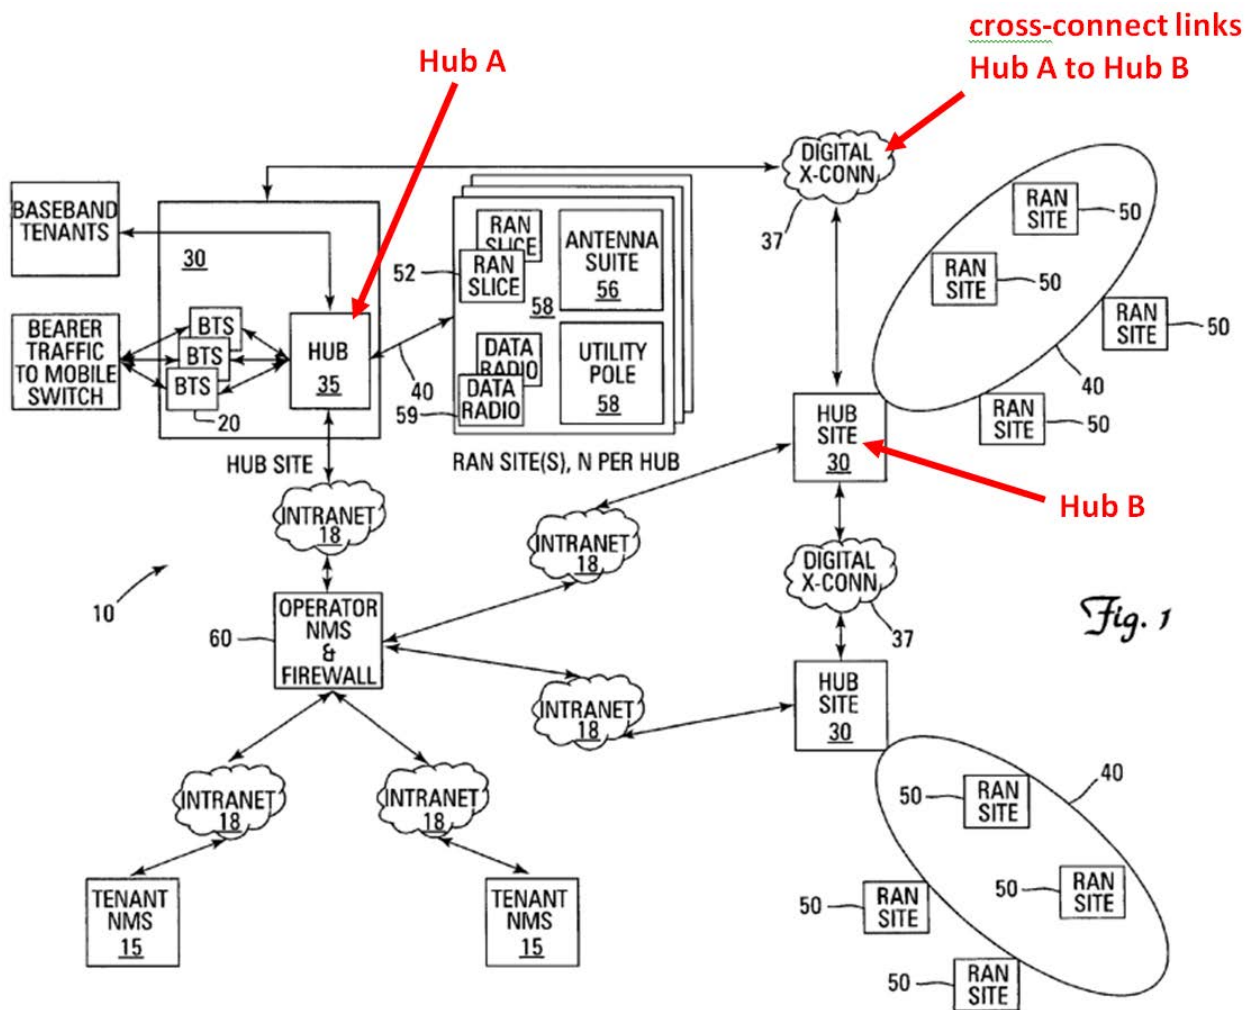 cross-connect links
Hub A to Hub B
Hub A
DIGITAL
X-CONN
37
BASEBAND
TENANTS
30
BEARER
TRAFFIC
TO MOBILE
SWITCH
BTS
BTS
BTS
20
HUB
35
HUB SITE
40
52
RAN
SLICE
RAN
SLICE
58
ANTENNA
SUITE
56
DATA
RADIO
DATA
RADIO
59
UTILITY
POLE
58
RAN SITE(S), N PER HUB
RAN
SITE
50
RAN
SITE
50
RAN
SITE
50
40
RAN
SITE
50
HUB
SITE
30
Hub B
INTRANET
18
INTRANET
18
DIGITAL
X-CONN
37
10
60
OPERATOR
NMS
&
FIREWALL
Fig. 1
HUB
SITE
30
INTRANET
18
INTRANET
18
INTRANET
18
40
50
RAN
SITE
50
RAN
SITE
50
RAN
SITE
50
RAN
SITE
TENANT
NMS
15
TENANT
NMS
15